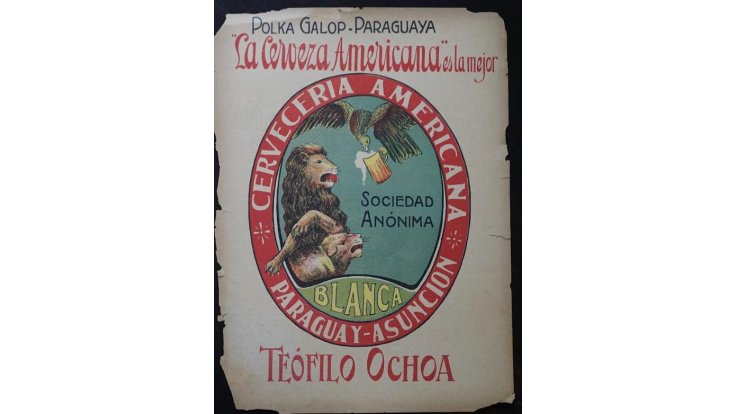 POLKA GALOP-PARAGUAYA
"La Cerveza Americana" es la mejor
CERVECERIA AMERICANA
SOCIEDAD
ANÓNIMA
BLANCA
PARAGUAY-ASUNCION
TEÓFILO OCHOA